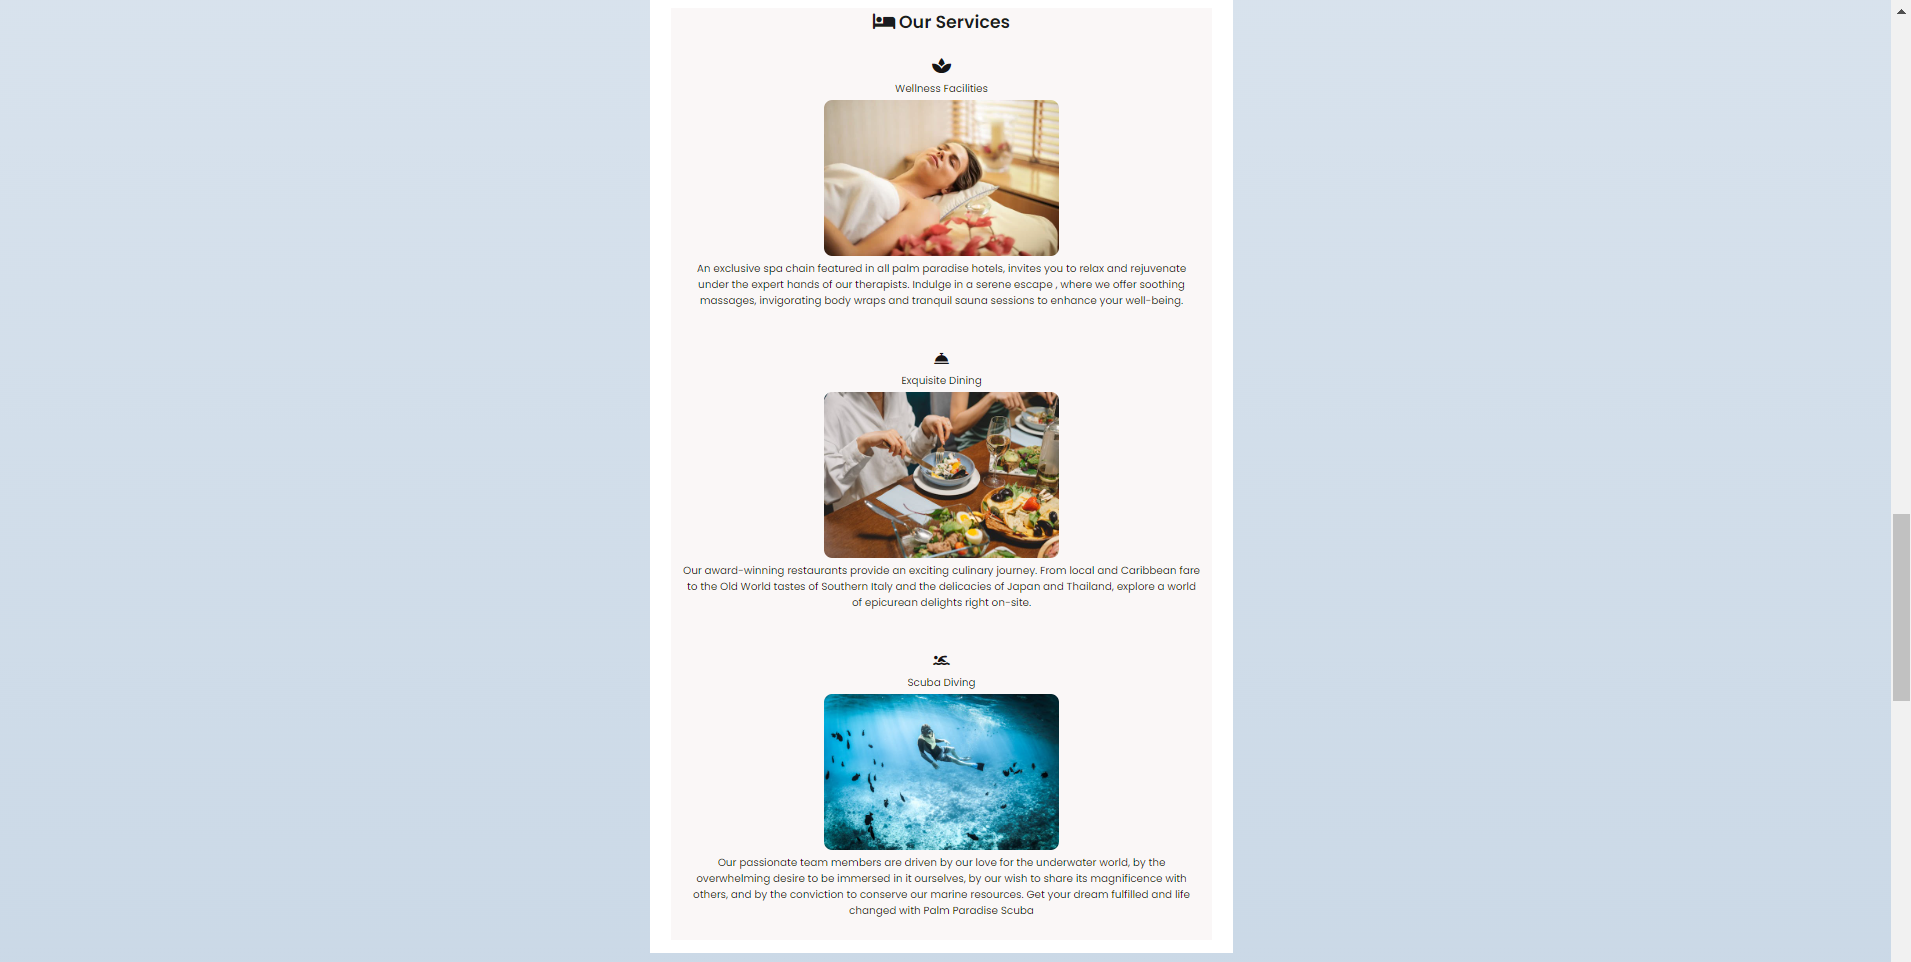 Our Services
Wellness Facilities
An exclusive spa chain featured in all palm paradise hotels, invites you to relax and rejuvenate
under the expert hands of our therapists. Indulge in a serene escape , where we offer soothing
massages, invigorating body wraps and tranquil sauna sessions to enhance your well-being.
Exquisite Dining
Our award-winning restaurants provide an exciting culinary journey. From local and Caribbean fare
to the Old World tastes of Southern Italy and the delicacies of Japan and Thailand, explore a world
of epicurean delights right on-site.
Scuba Diving
Our passionate team members are driven by our love for the underwater world, by the
overwhelming desire to be immersed in it ourselves, by our wish to share its magnificence with
others, and by the conviction to conserve our marine resources. Get your dream fulfilled and life
changed with Palm Paradise Scuba